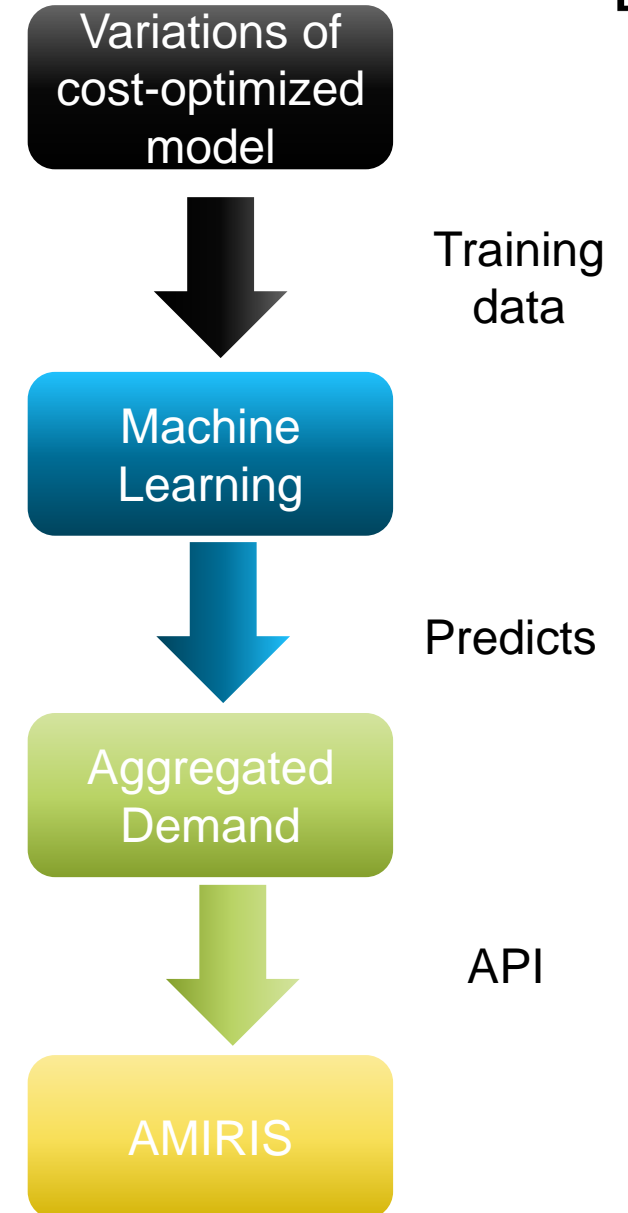 Variations of
cost-optimized
model
Training
data
Machine
Learning
Predicts
Aggregated
Demand
API
AMIRIS